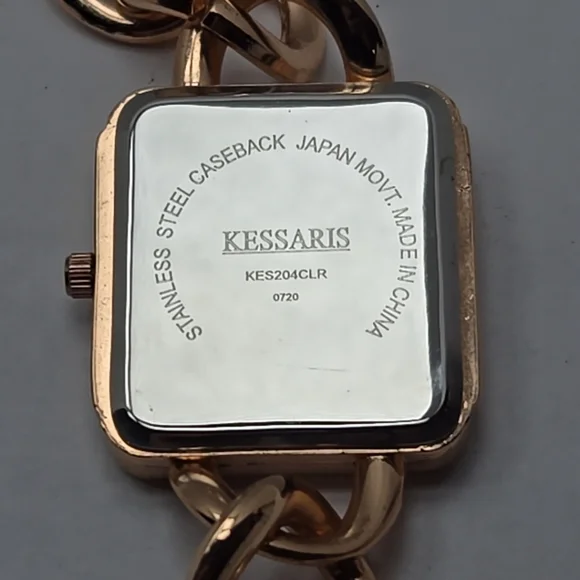 STAINLESS STEEL CASEBACK JAPAN MOVT. MADE IN CHINA
KESSARIS
KES204CLR
0720